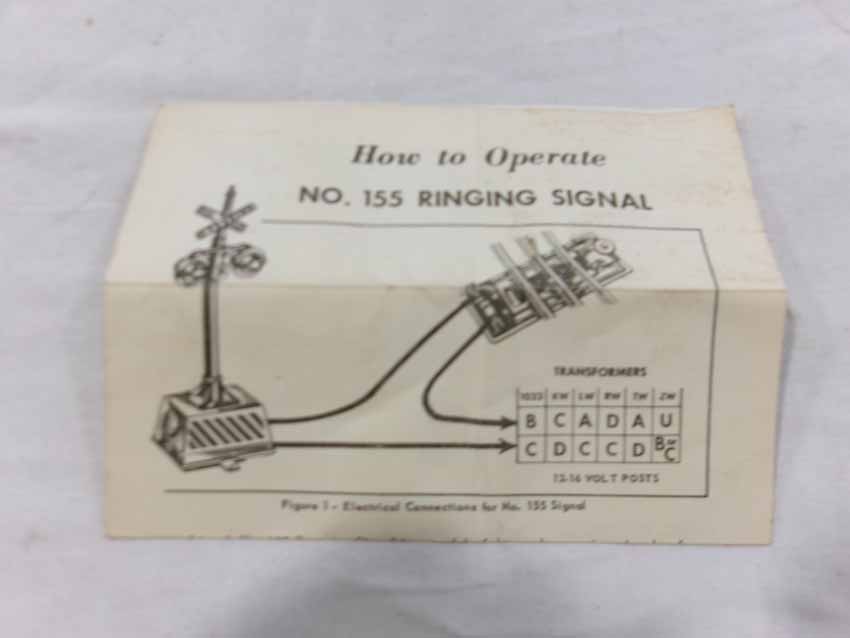 How to Operate
NO. 155 RINGING SIGNAL
TRANSFORMERS
1033 KW LW RW TW ZW
B C A D A U
C D C C D B or C
12-16 VOLT POSTS
Figure 1 - Electrical Connections for No. 155 Signal